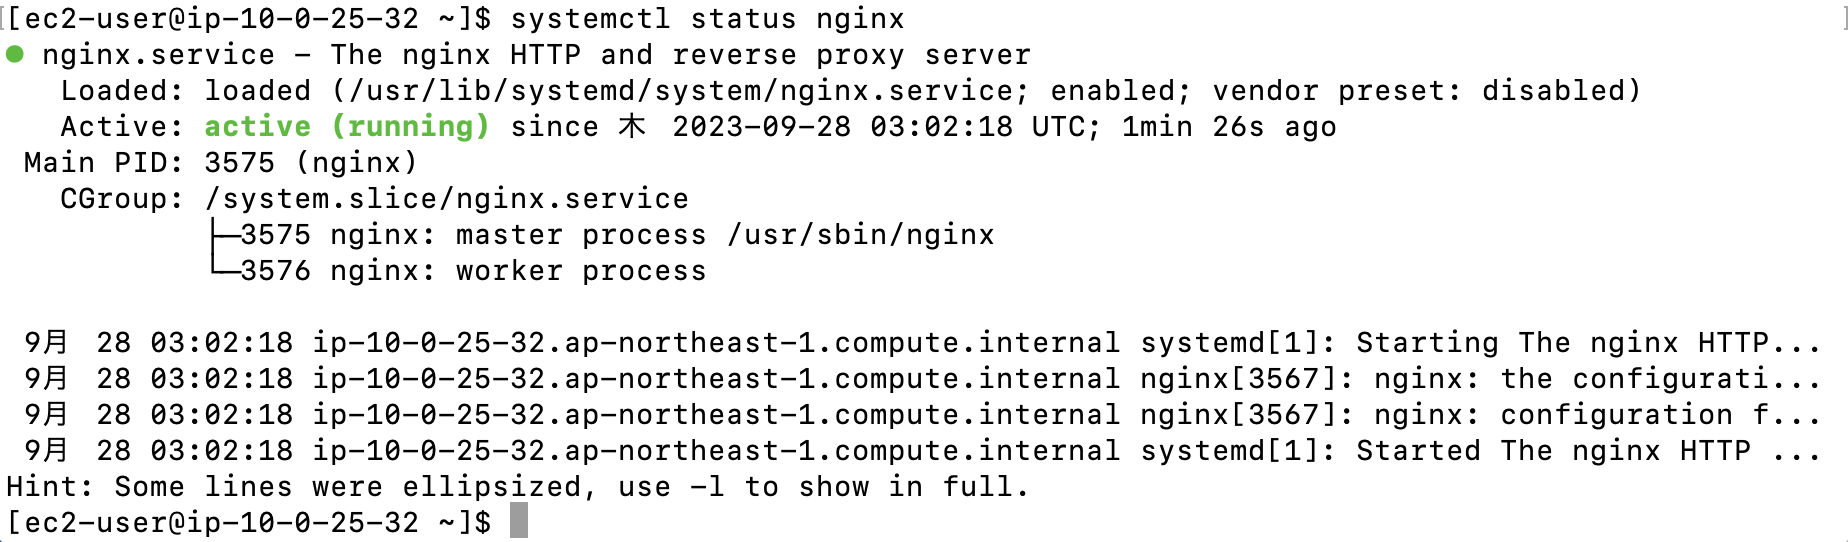 [ec2-user@ip-10-0-25-32 ~]$ systemctl status nginx
● nginx.service - The nginx HTTP and reverse proxy server
   Loaded: loaded (/usr/lib/systemd/system/nginx.service; enabled; vendor preset: disabled)
   Active: active (running) since 木 2023-09-28 03:02:18 UTC; 1min 26s ago
 Main PID: 3575 (nginx)
   CGroup: /system.slice/nginx.service
           ├─3575 nginx: master process /usr/sbin/nginx
           └─3576 nginx: worker process

 9月 28 03:02:18 ip-10-0-25-32.ap-northeast-1.compute.internal systemd[1]: Starting The nginx HTTP...
 9月 28 03:02:18 ip-10-0-25-32.ap-northeast-1.compute.internal nginx[3567]: nginx: the configurati...
 9月 28 03:02:18 ip-10-0-25-32.ap-northeast-1.compute.internal nginx[3567]: nginx: configuration f...
 9月 28 03:02:18 ip-10-0-25-32.ap-northeast-1.compute.internal systemd[1]: Started The nginx HTTP ...
Hint: Some lines were ellipsized, use -l to show in full.
[ec2-user@ip-10-0-25-32 ~]$